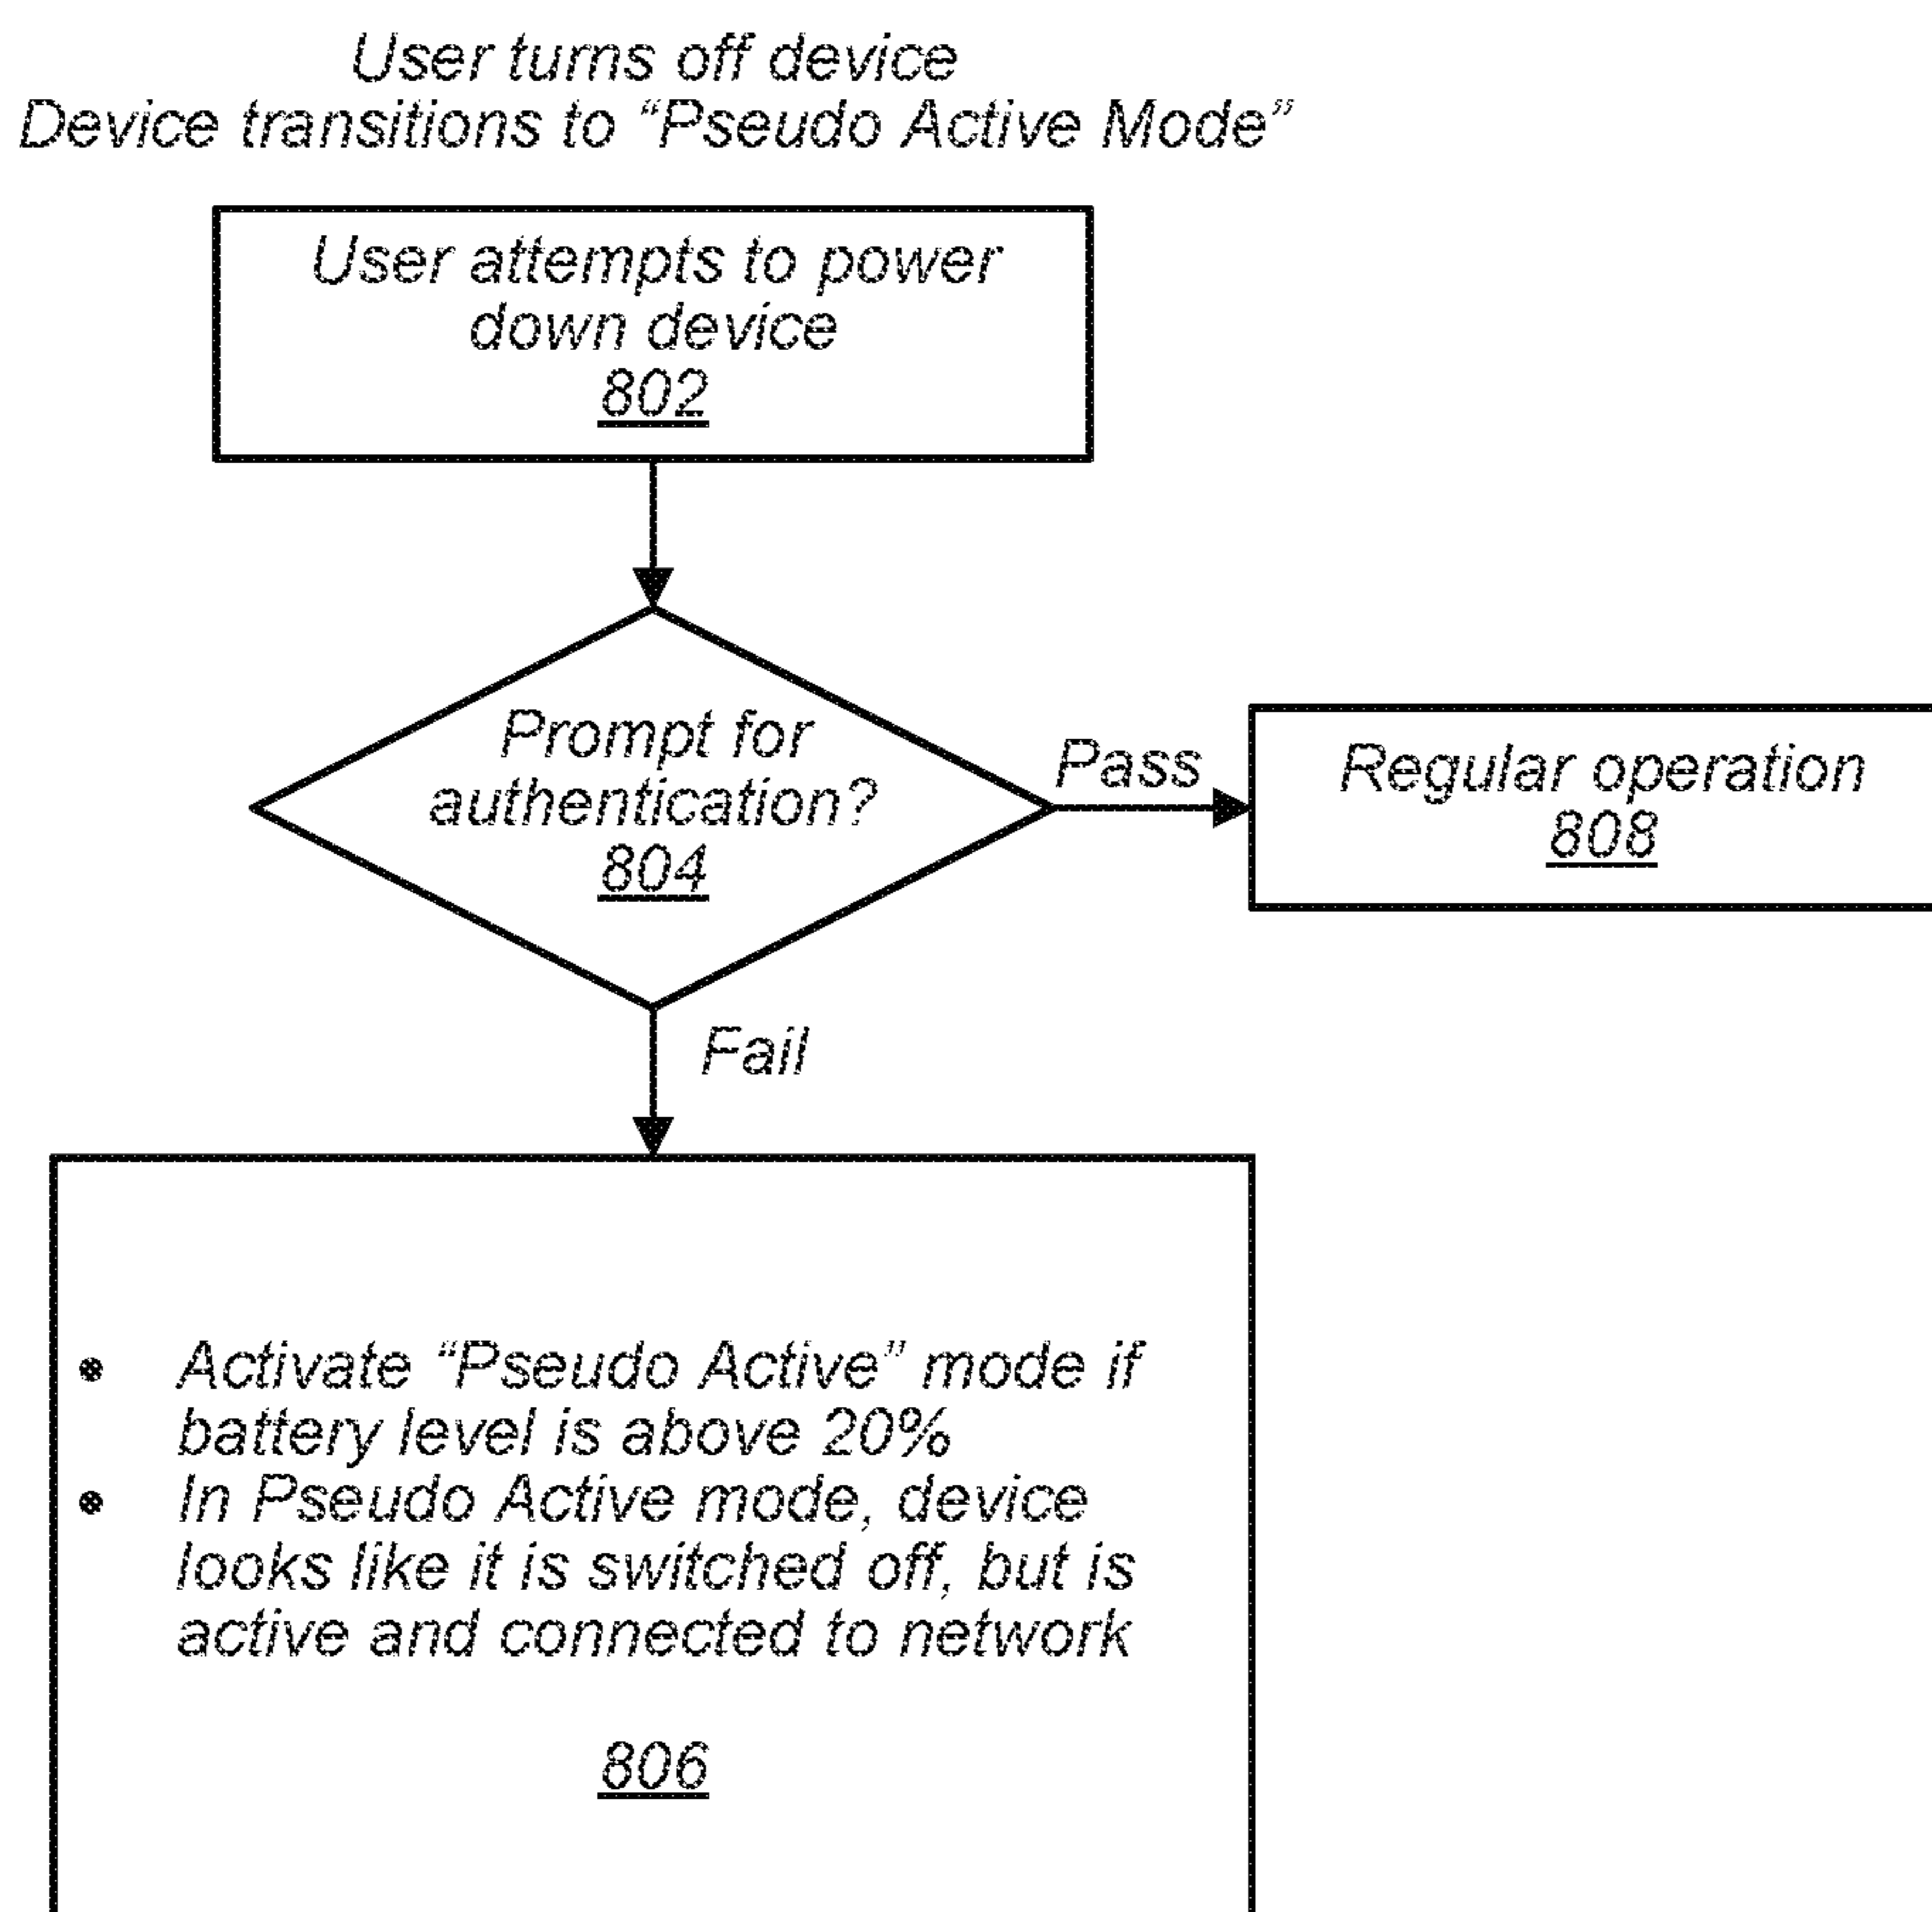 User turns off device
Device transitions to “Pseudo Active Mode”
User attempts to power
down device
802
Prompt for
authentication?
804
Pass
Regular operation
808
Fail
• Activate “Pseudo Active” mode if
battery level is above 20%
• In Pseudo Active mode, device
looks like it is switched off, but is
active and connected to network
806